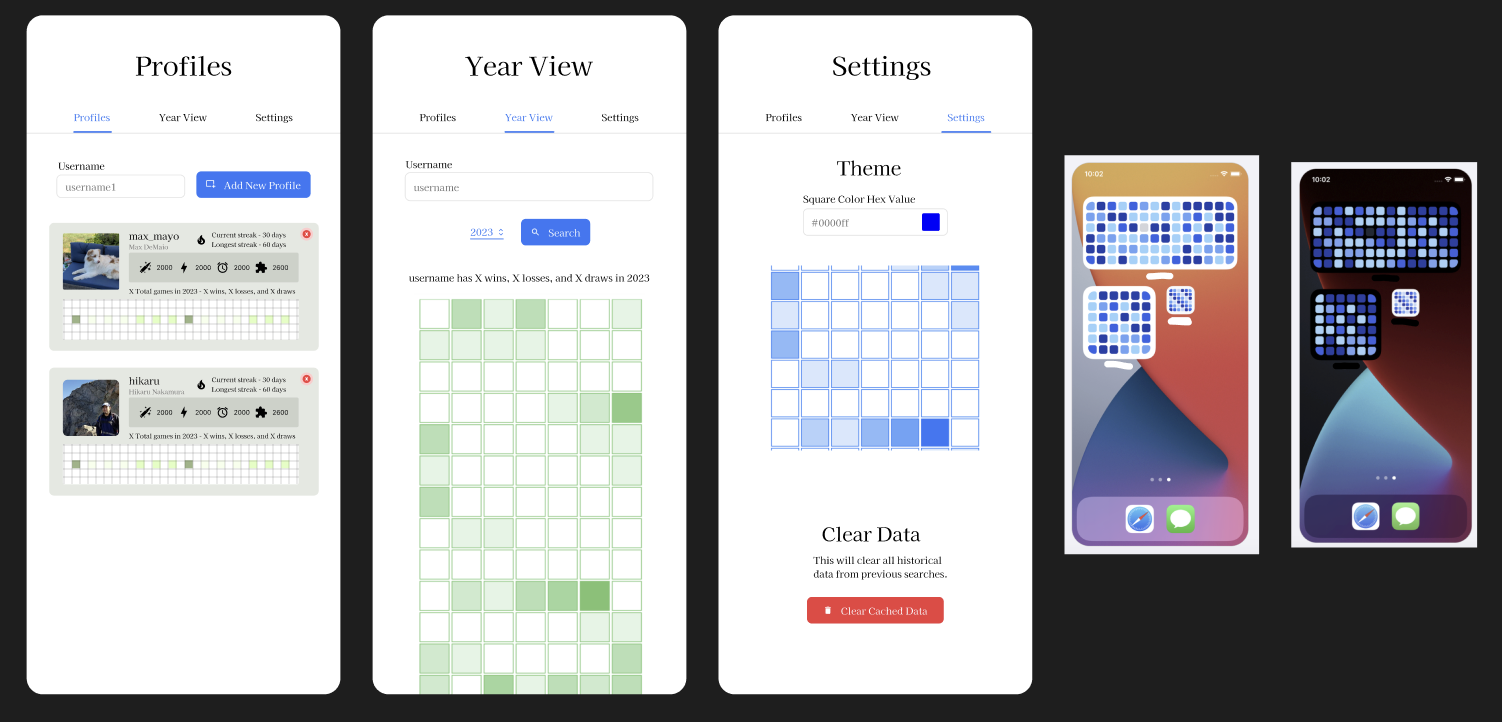 Profiles
Profiles
Year View
Settings
Username
username1
Add New Profile
max_mayo
Max DeMaio
Current streak - 30 days
Longest streak - 60 days
2000
2000
2000
2600
X Total games in 2023 - X wins, X losses, and X draws
hikaru
Hikaru Nakamura
Current streak - 30 days
Longest streak - 60 days
2000
2000
2000
2600
X Total games in 2023 - X wins, X losses, and X draws
Year View
Profiles
Year View
Settings
Username
username
2023
Search
username has X wins, X losses, and X draws in 2023
Settings
Profiles
Year View
Settings
Theme
Square Color Hex Value
#0000ff
Clear Data
This will clear all historical
data from previous searches.
Clear Cached Data
10:02
10:02